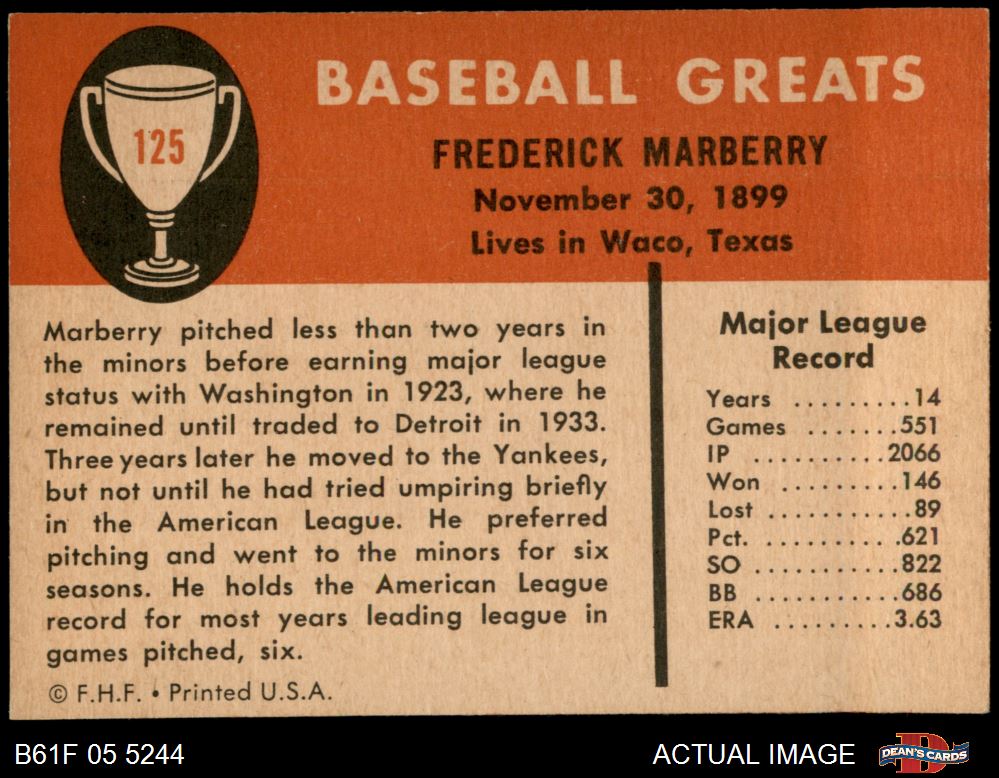 125
BASEBALL GREATS
FREDERICK MARBERRY
November 30, 1899
Lives in Waco, Texas
Marberry pitched less than two years in
the minors before earning major league
status with Washington in 1923, where he
remained until traded to Detroit in 1933.
Three years later he moved to the Yankees,
but not until he had tried umpiring briefly
in the American League. He preferred
pitching and went to the minors for six
seasons. He holds the American League
record for most years leading league in
games pitched, six.
© F.H.F. • Printed U.S.A.
Major League
Record
Years .........14
Games .......551
IP ..........2066
Won .........146
Lost ..........89
Pct. ..........621
SO ..........822
BB ..........686
ERA .........3.63
B61F 05 5244
ACTUAL IMAGE
DEAN'S CARDS